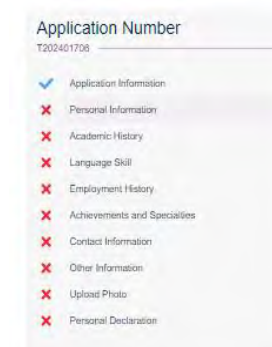 Application Number
T202401706
Application Information
Personal Information
Academic History
Language Skill
Employment History
Achievements and Specialties
Contact Information
Other Information
Upload Photo
Personal Declaration